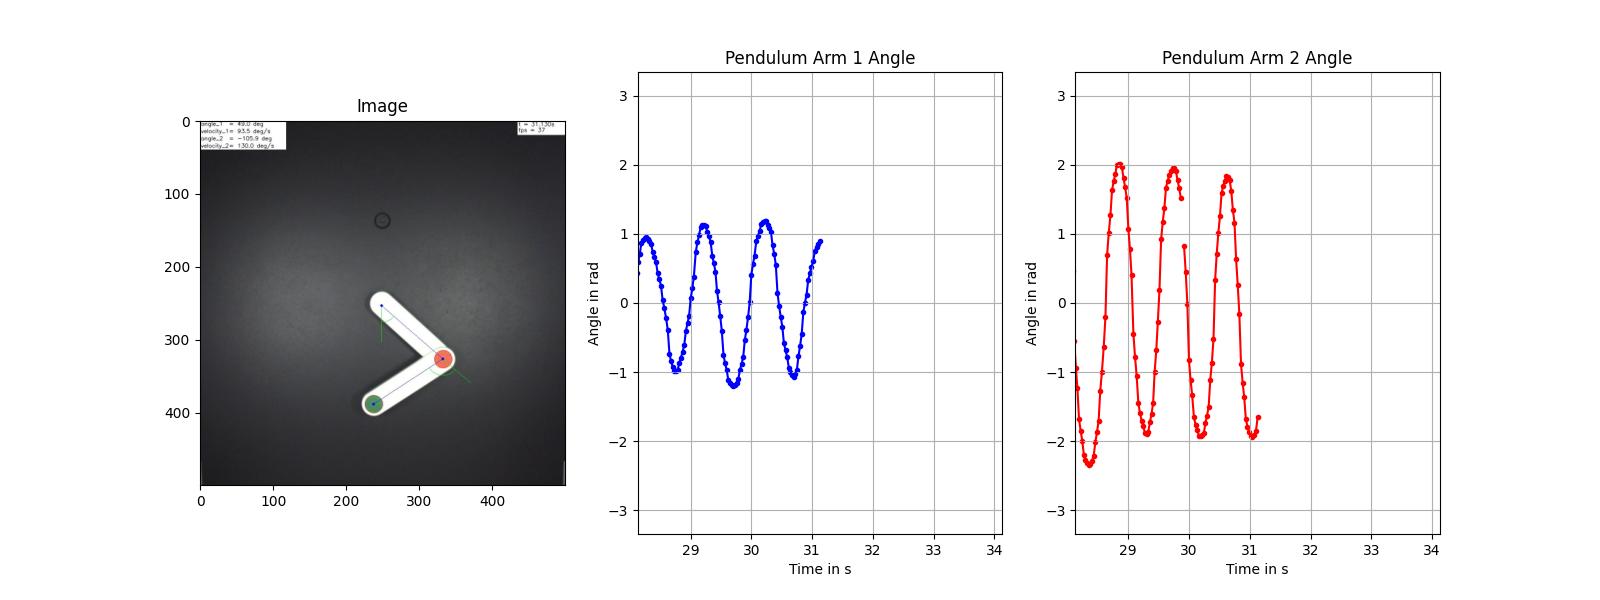 Image
angle_1 = 49.0 deg
velocity_1= 93.5 deg/s
angle_2 = -105.9 deg
velocity_2= 130.0 deg/s
t = 31.130s
fps = 37
0
100
200
300
400
0 100 200 300 400
Pendulum Arm 1 Angle
Angle in rad
3
2
1
0
−1
−2
−3
29 30 31 32 33 34
Time in s
Pendulum Arm 2 Angle
Angle in rad
3
2
1
0
−1
−2
−3
29 30 31 32 33 34
Time in s